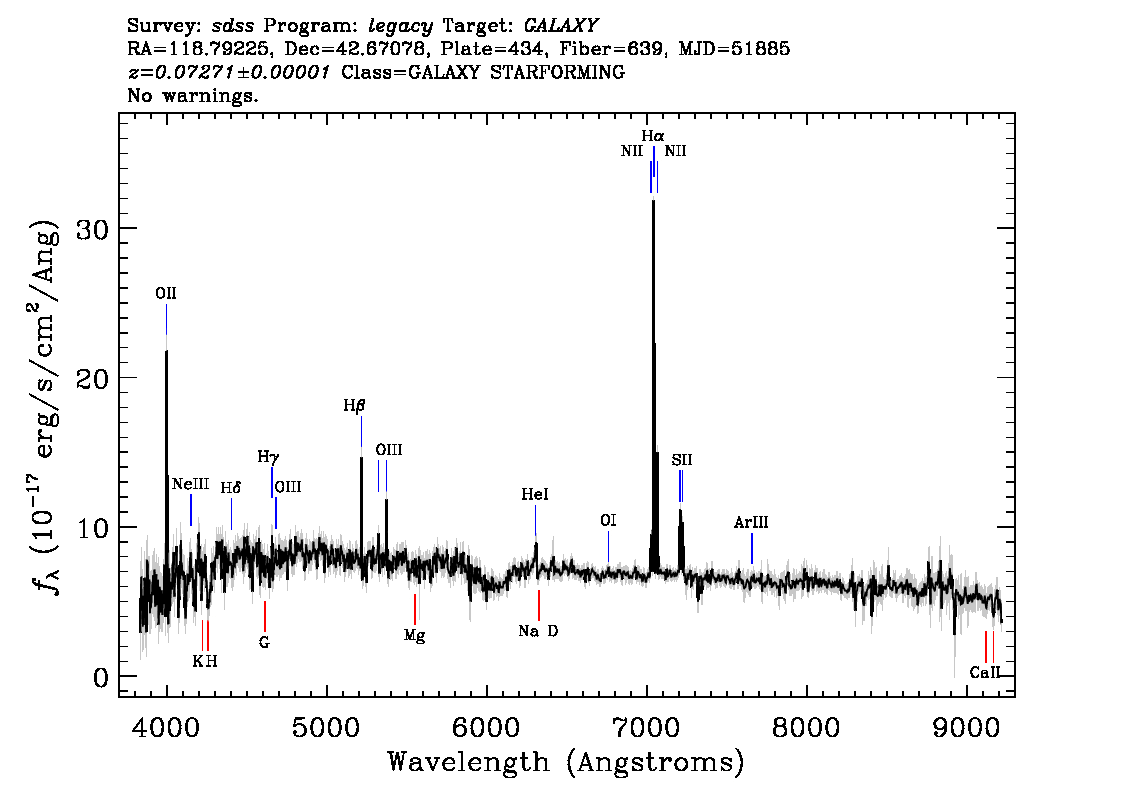 Survey: sdss Program: legacy Target: GALAXY
RA=118.79225, Dec=42.67078, Plate=434, Fiber=639, MJD=51885
z=0.07271±0.00001 Class=GALAXY STARFORMING
No warnings.
Hα
NII NII
30
OII
20
Hβ
OIII
Hγ
SII
NeIII Hδ OIII
HeI
OI ArIII
10
Na D
Mg
G
K H
CaII
0
4000 5000 6000 7000 8000 9000
Wavelength (Angstroms)
f_λ (10⁻¹⁷ erg/s/cm²/Ang)